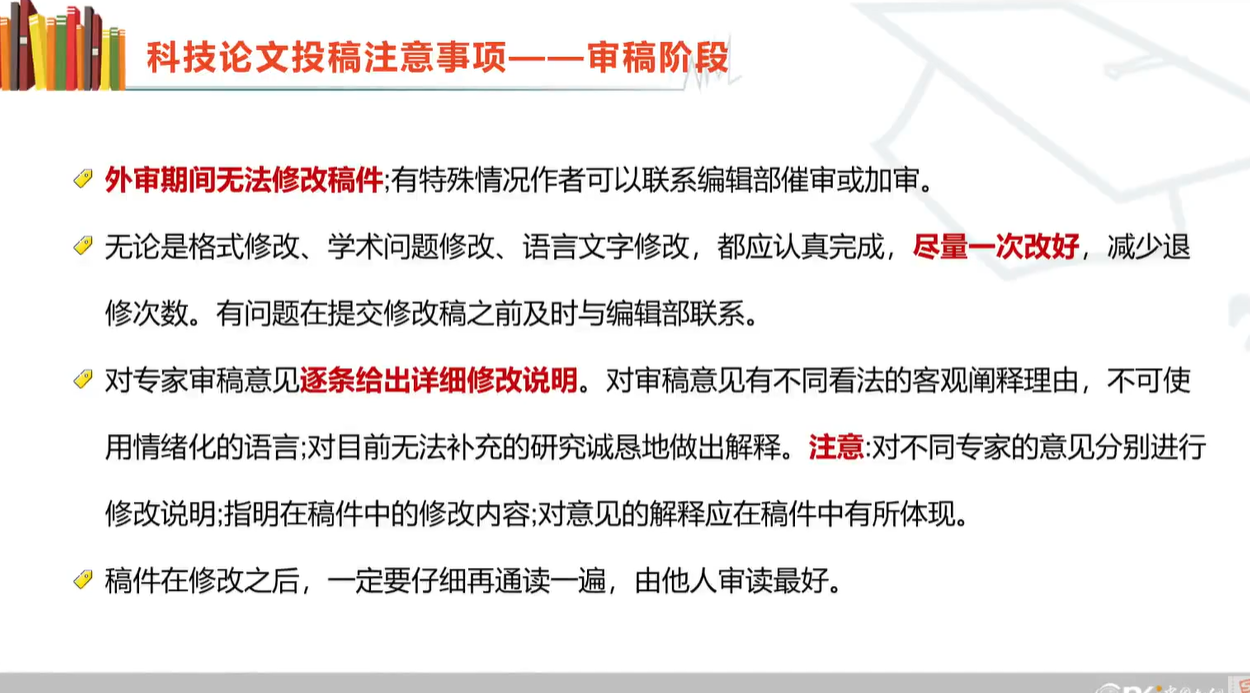 科技论文投稿注意事项——审稿阶段
外审期间无法修改稿件;有特殊情况作者可以联系编辑部催审或加审。
无论是格式修改、学术问题修改、语言文字修改，都应认真完成，尽量一次改好，减少退
修次数。有问题在提交修改稿之前及时与编辑部联系。
对专家审稿意见逐条给出详细修改说明。对审稿意见有不同看法的客观阐释理由，不可使
用情绪化的语言;对目前无法补充的研究诚恳地做出解释。注意:对不同专家的意见分别进行
修改说明;指明在稿件中的修改内容;对意见的解释应在稿件中有所体现。
稿件在修改之后，一定要仔细再通读一遍，由他人审读最好。